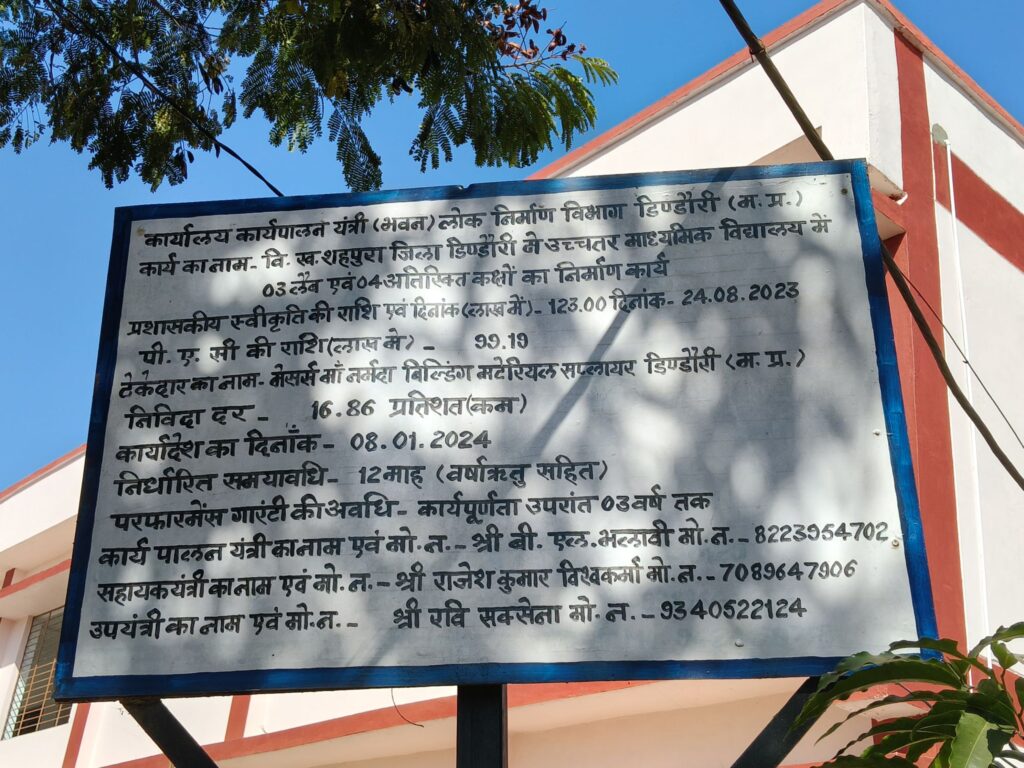 कार्यालय कार्यपालन यंत्री (भवन) लोक निर्माण विभाग डिण्डौरी (म.प्र.)
कार्य का नाम- वि. ख. शहपुरा जिला डिण्डौरी मे उच्चतर माध्यमिक विद्यालय में
03 लैब एवं 04 अतिरिक्त कक्षों का निर्माण कार्य
प्रशासकीय स्वीकृति की राशि एवं दिनांक (लाख में)- 123.00 दिनांक- 24.08.2023
पी. ए. सी की राशि (लाख मे) - 99.19
ठेकेदार का नाम- मेसर्स माँ नर्मदा बिल्डिंग मटेरियल सप्लायर डिण्डौरी (म.प्र.)
निविदा दर - 16.86 प्रतिशत (कम)
कार्यादेश का दिनाँक- 08.01.2024
निर्धारित समयावधि- 12 माह (वर्षाऋतु सहित)
परफारमेंस गारंटी की अवधि- कार्यपूर्णता उपरांत 03 वर्ष तक
कार्य पालन यंत्री का नाम एवं मो. न.- श्री बी. एल. भलावी मो. न.- 8223954702
सहायकयंत्री का नाम एवं मो. न.- श्री राजेश कुमार विश्वकर्मा मो. न.- 7089647906
उपयंत्री का नाम एवं मो. न.- श्री रवि सक्सेना मो. न.- 9340522124